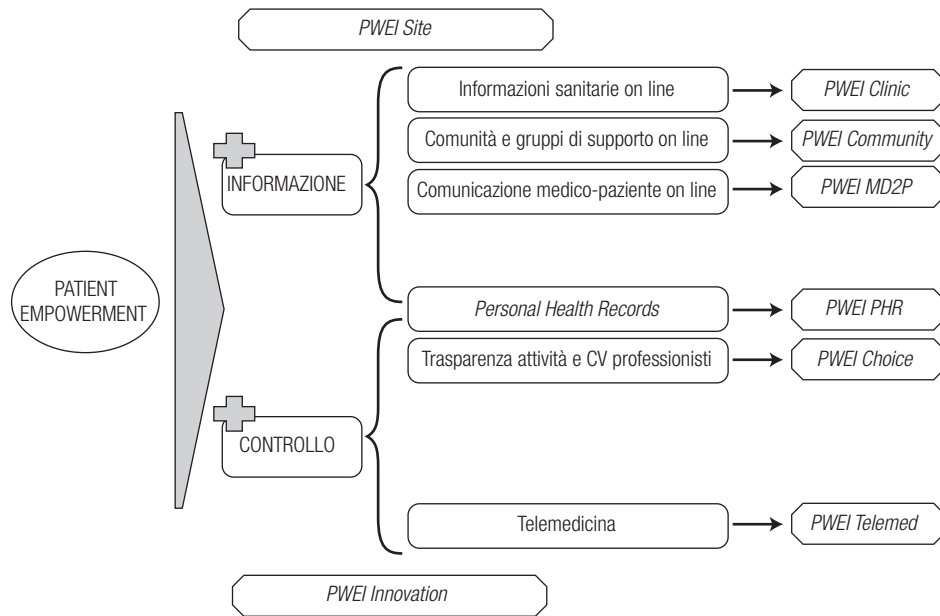 PWEI Site
Informazioni sanitarie on line
PWEI Clinic
Comunità e gruppi di supporto on line
PWEI Community
INFORMAZIONE
Comunicazione medico-paziente on line
PWEI MD2P
PATIENT
EMPOWERMENT
Personal Health Records
PWEI PHR
Trasparenza attività e CV professionisti
PWEI Choice
CONTROLLO
Telemedicina
PWEI Telemed
PWEI Innovation